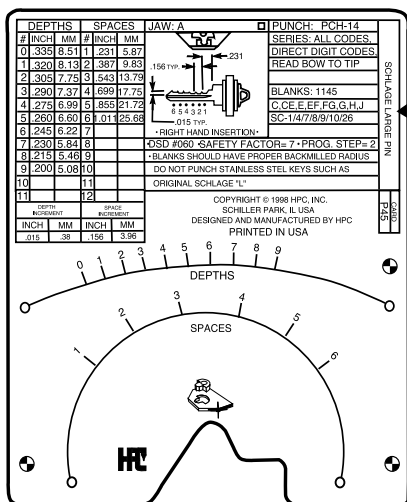 DEPTHS SPACES JAW: A PUNCH: PCH-14
# INCH MM # INCH MM SERIES: ALL CODES,
0 .335 8.51 1 .231 5.87 DIRECT DIGIT CODES.
1 .320 8.13 2 .387 9.83 READ BOW TO TIP
2 .305 7.75 3 .543 13.79
3 .290 7.37 4 .699 17.75 BLANKS: 1145
4 .275 6.99 5 .855 21.72 C,CE,E,EF,FG,G,H,J
5 .260 6.60 6 1.011 25.68 SC-1/4/7/8/9/10/26
6 .245 6.22 7
7 .230 5.84 8
8 .215 5.46 9
9 .200 5.08 10
10 11
11 12
.231
.156 TYP.
6 5 4 3 2 1
.015 TYP.
•RIGHT HAND INSERTION•
•DSD #060 •SAFETY FACTOR= 7 •PROG. STEP= 2
•BLANKS SHOULD HAVE PROPER BACKMILLED RADIUS
DO NOT PUNCH STAINLESS STEL KEYS SUCH AS
ORIGINAL SCHLAGE "L"
DEPTH INCREMENT SPACE INCREMENT
INCH MM INCH MM
.015 .38 .156 3.96
COPYRIGHT © 1998 HPC, INC.
SCHILLER PARK, IL USA
DESIGNED AND MANUFACTURED BY HPC
PRINTED IN USA
SCHLAGE LARGE PIN
CARD
P45
0 1 2 3 4 5 6 7 8 9
DEPTHS
1 2 3 4 5 6
SPACES
HPC